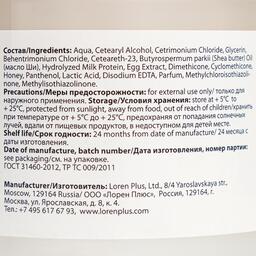 Состав/Ingredients: Aqua, Cetearyl Alcohol, Cetrimonium Chloride, Glycerin,
Behentrimonium Chloride, Ceteareth-23, Butyrospermum parkii (Shea butter) Oil
(масло Ши), Hydrolyzed Milk Protein, Egg Extract, Dimethicone, Cyclomethicone,
Honey, Panthenol, Lactic Acid, Disodium EDTA, Parfum, Methylchloroisothiazoli-
none, Methylisothiazolinone.
Precautions/Меры предосторожности: for external use only/ только для
наружного применения. Storage/Условия хранения: store at +5°C to
+ 25°C, protected from sunlight, away from food, out of reach of children/хранить
при температуре от +5°C до + 25°C, предохраняя от попадания солнечных
лучей, вдали от пищевых продуктов, в недоступном для детей месте.
Shelf life/Срок годности: 24 months from date of manufacture/ 24 месяца с
даты изготовления.
Date of manufacture, batch number/Дата изготовления, номер партии:
see packaging/см. на упаковке.
ГОСТ 31460-2012, ТР ТС 009/2011
Manufacturer/Изготовитель: Loren Plus, Ltd., 8/4 Yaroslavskaya str.,
Moscow, 129164 Russia/ ООО «Лорен Плюс», Россия, 129164, г.
Москва ул. Ярославская, д. 8, к. 4.
Tel.: +7 495 617 67 93, www.lorenplus.com